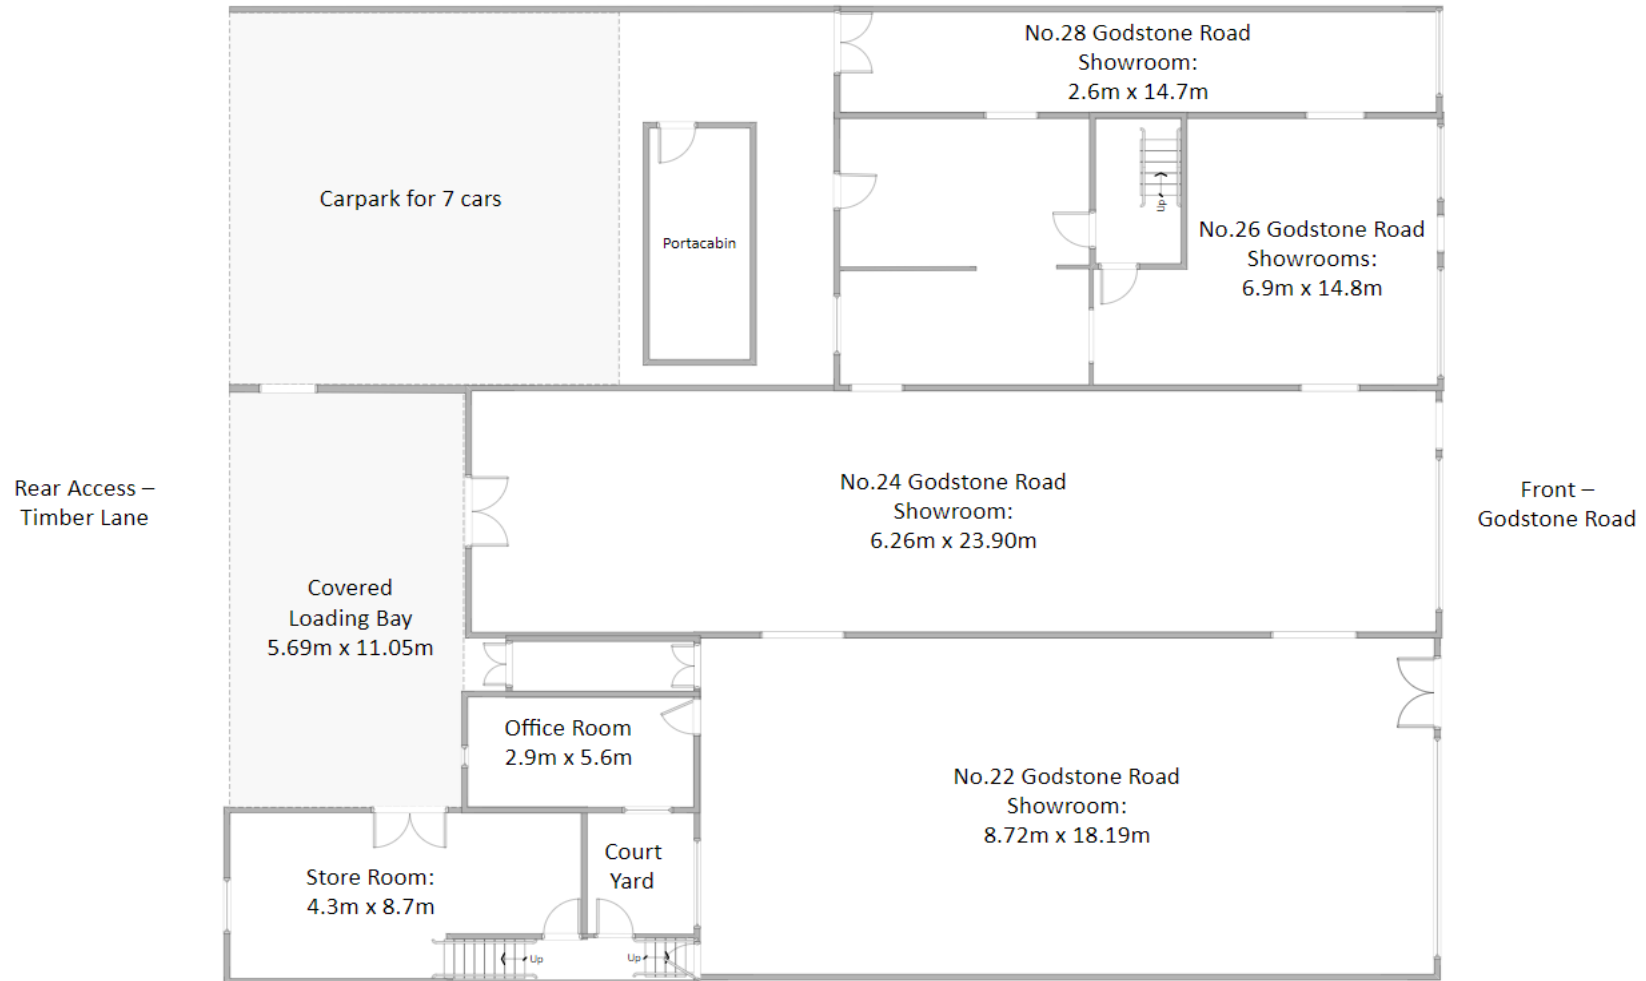 No.28 Godstone Road
Showroom:
2.6m x 14.7m
Carpark for 7 cars
Portacabin
Up
No.26 Godstone Road
Showrooms:
6.9m x 14.8m
Rear Access –
Timber Lane
No.24 Godstone Road
Showroom:
6.26m x 23.90m
Front –
Godstone Road
Covered
Loading Bay
5.69m x 11.05m
Office Room
2.9m x 5.6m
No.22 Godstone Road
Showroom:
8.72m x 18.19m
Court
Yard
Store Room:
4.3m x 8.7m
Up
Up